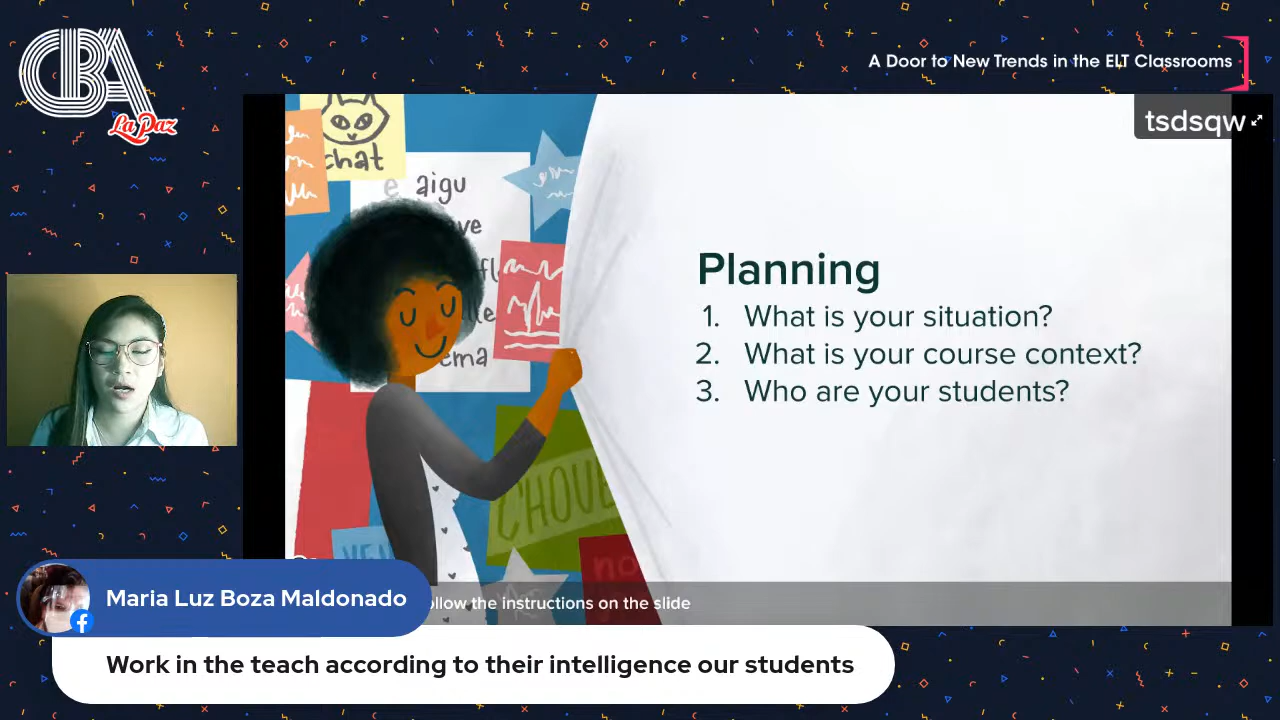 CBA
La Paz
A Door to New Trends in the ELT Classrooms
tsdsqw
chat
e aigu
Planning
1. What is your situation?
2. What is your course context?
3. Who are your students?
follow the instructions on the slide
Maria Luz Boza Maldonado
Work in the teach according to their intelligence our students